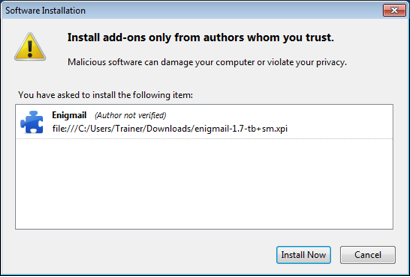 Software Installation
Install add-ons only from authors whom you trust.
Malicious software can damage your computer or violate your privacy.
You have asked to install the following item:
Enigmail (Author not verified)
file:///C:/Users/Trainer/Downloads/enigmail-1.7-tb+sm.xpi
Install Now Cancel